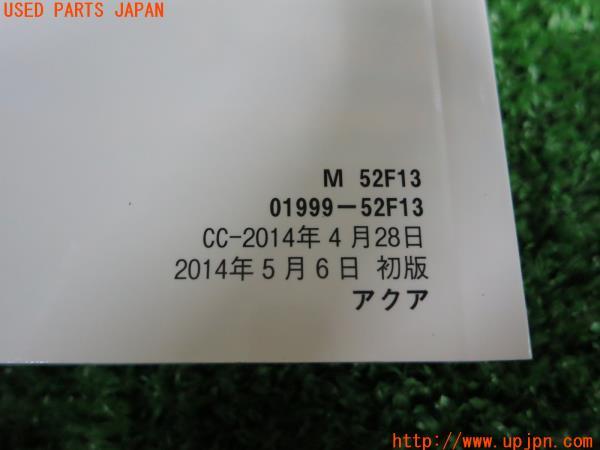 USED PARTS JAPAN
M 52F13
01999－52F13
CC-2014年4月28日
2014年5月6日 初版
アクア
http://www.upjpn.com/